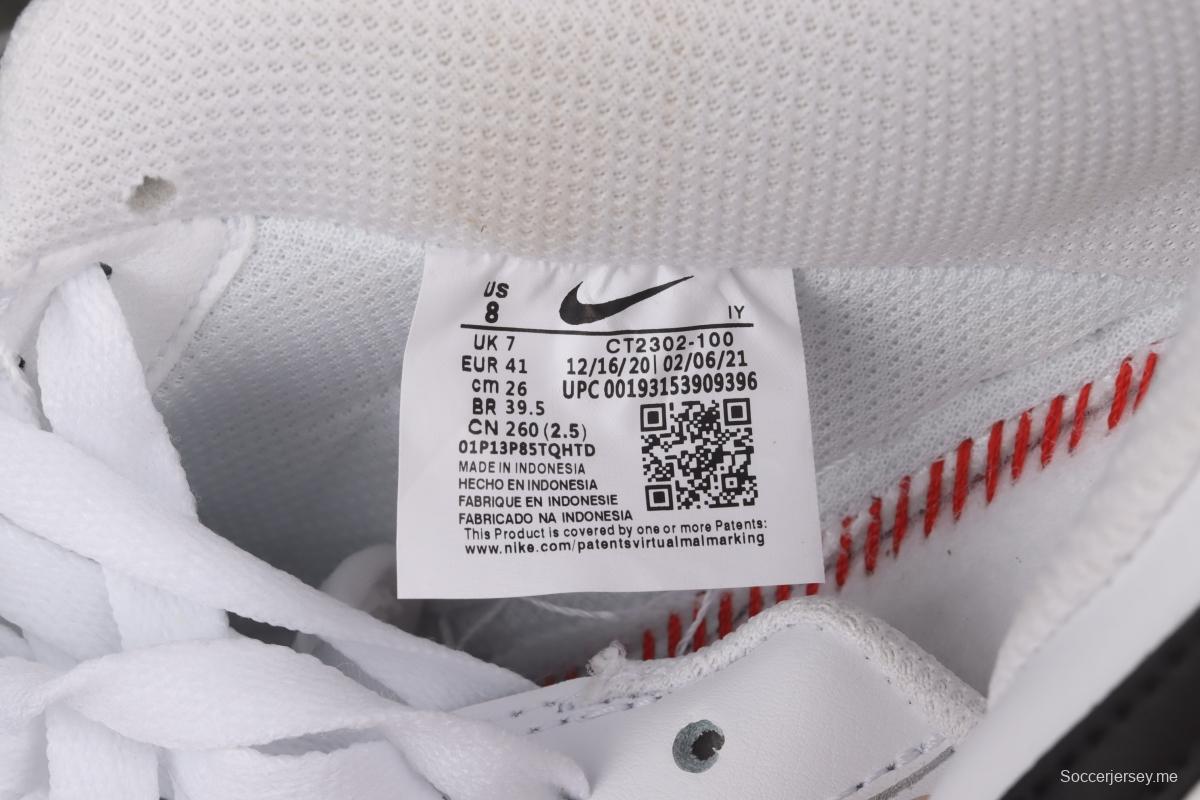 US
8
IY
UK 7
CT2302-100
EUR 41
12/16/20| 02/06/21
cm 26
UPC 00193153909396
BR 39.5
CN 260 (2.5)
01P13P85TQHTD
MADE IN INDONESIA
HECHO EN INDONESIA
FABRIQUE EN INDONESIE
FABRICADO NA INDONESIA
This Product is covered by one or more Patents:
www.nike.com/patentsvirtualmalmarking
Soccerjersey.me